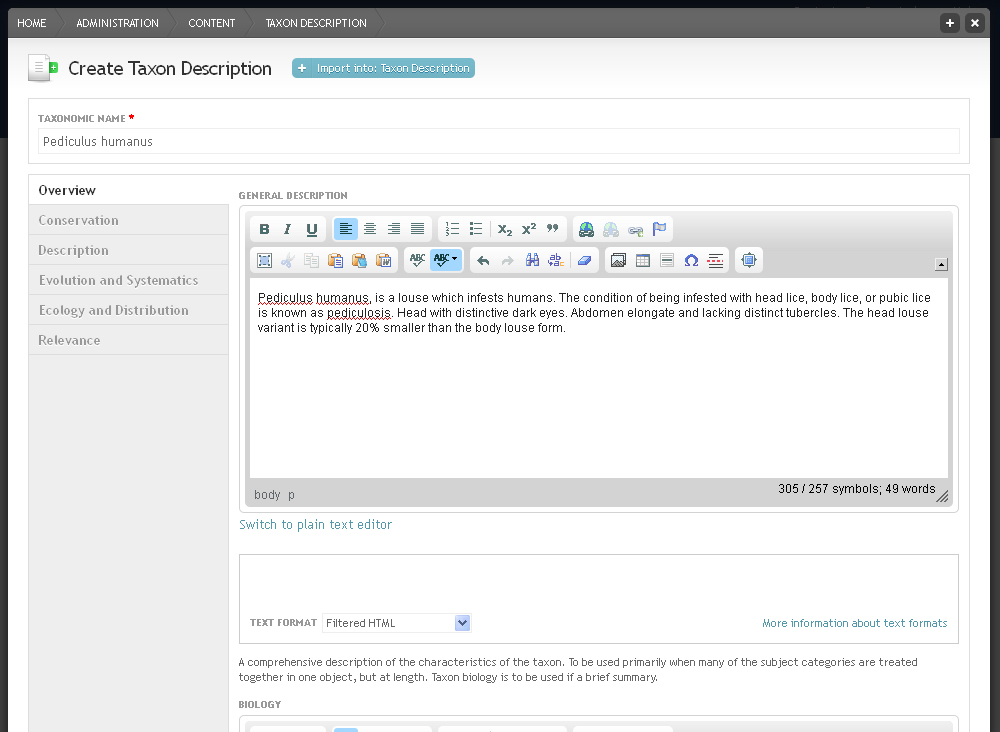 HOME ADMINISTRATION CONTENT TAXON DESCRIPTION
Create Taxon Description
+ Import into: Taxon Description
TAXONOMIC NAME *
Pediculus humanus
Overview
Conservation
Description
Evolution and Systematics
Ecology and Distribution
Relevance
GENERAL DESCRIPTION
B I U x₂ x²
ABC ABC
Pediculus humanus, is a louse which infests humans. The condition of being infested with head lice, body lice, or pubic lice
is known as pediculosis. Head with distinctive dark eyes. Abdomen elongate and lacking distinct tubercles. The head louse
variant is typically 20% smaller than the body louse form.
body p
305 / 257 symbols; 49 words
Switch to plain text editor
TEXT FORMAT Filtered HTML
More information about text formats
A comprehensive description of the characteristics of the taxon. To be used primarily when many of the subject categories are treated
together in one object, but at length. Taxon biology is to be used if a brief summary.
BIOLOGY